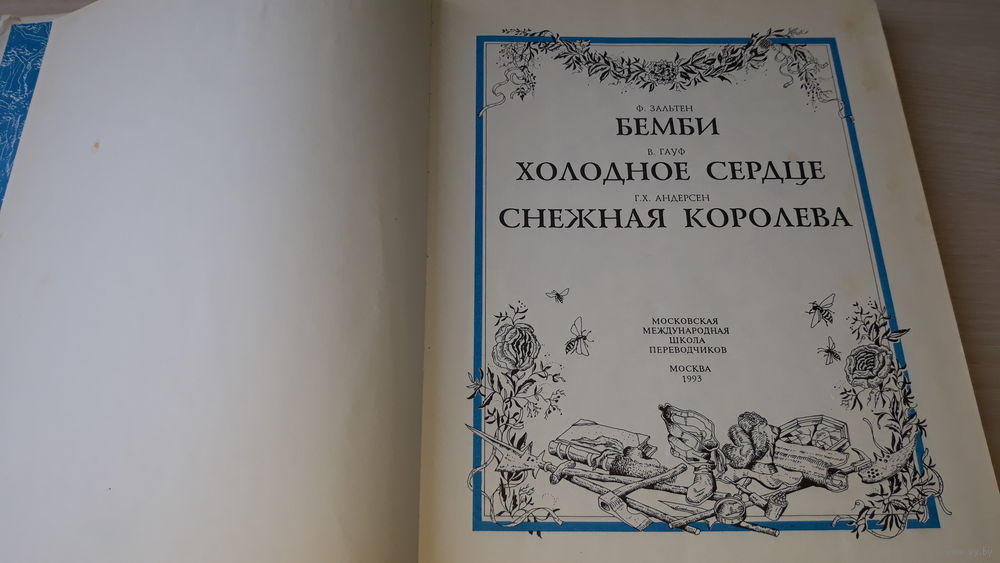 Ф. ЗАЛЬТЕН
БЕМБИ
В. ГАУФ
ХОЛОДНОЕ СЕРДЦЕ
Г.Х. АНДЕРСЕН
СНЕЖНАЯ КОРОЛЕВА
МОСКОВСКАЯ
МЕЖДУНАРОДНАЯ
ШКОЛА
ПЕРЕВОДЧИКОВ
МОСКВА
1993